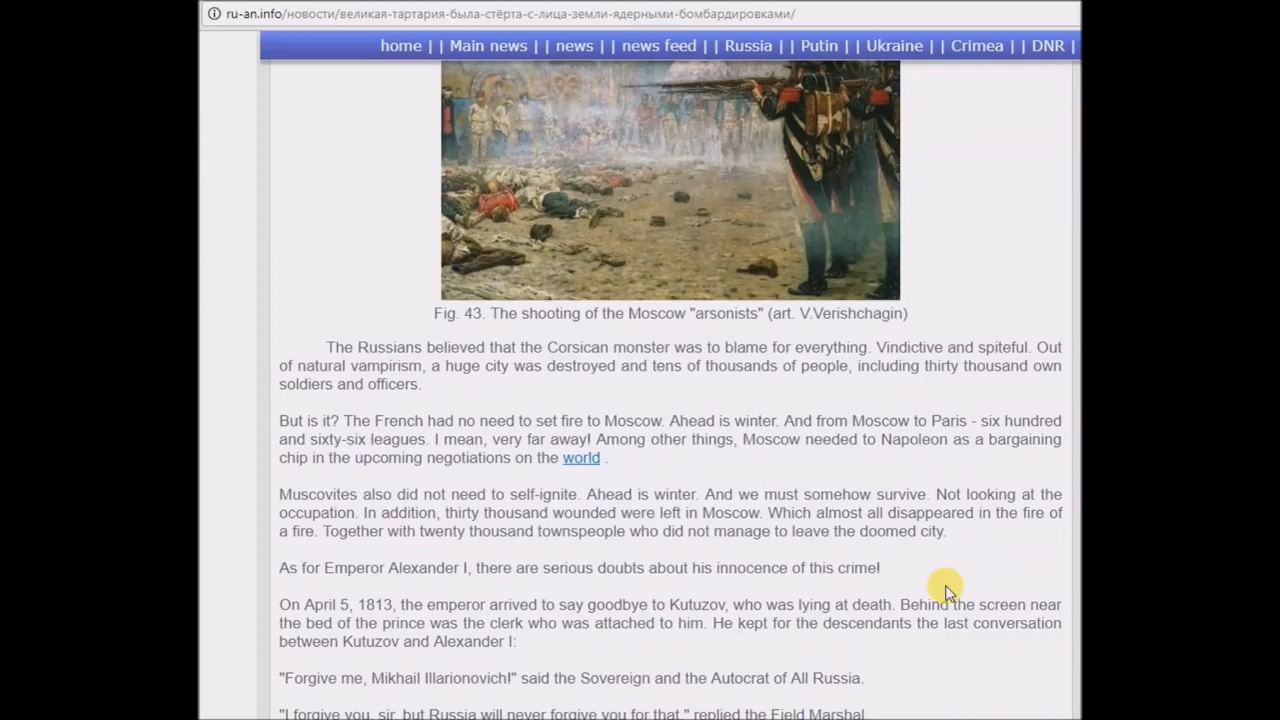 ru-an.info/новости/великая-тартария-была-стёрта-с-лица-земли-ядерными-бомбардировками/
home | | Main news | | news | | news feed | | Russia | | Putin | | Ukraine | | Crimea | | DNR |
Fig. 43. The shooting of the Moscow "arsonists" (art. V.Verishchagin)
The Russians believed that the Corsican monster was to blame for everything. Vindictive and spiteful. Out
of natural vampirism, a huge city was destroyed and tens of thousands of people, including thirty thousand own
soldiers and officers.
But is it? The French had no need to set fire to Moscow. Ahead is winter. And from Moscow to Paris - six hundred
and sixty-six leagues. I mean, very far away! Among other things, Moscow needed to Napoleon as a bargaining
chip in the upcoming negotiations on the world .
Muscovites also did not need to self-ignite. Ahead is winter. And we must somehow survive. Not looking at the
occupation. In addition, thirty thousand wounded were left in Moscow. Which almost all disappeared in the fire of
a fire. Together with twenty thousand townspeople who did not manage to leave the doomed city.
As for Emperor Alexander I, there are serious doubts about his innocence of this crime!
On April 5, 1813, the emperor arrived to say goodbye to Kutuzov, who was lying at death. Behind the screen near
the bed of the prince was the clerk who was attached to him. He kept for the descendants the last conversation
between Kutuzov and Alexander I:
"Forgive me, Mikhail Illarionovich!" said the Sovereign and the Autocrat of All Russia.
"I forgive you, sir, but Russia will never forgive you for that," replied the Field Marshal.